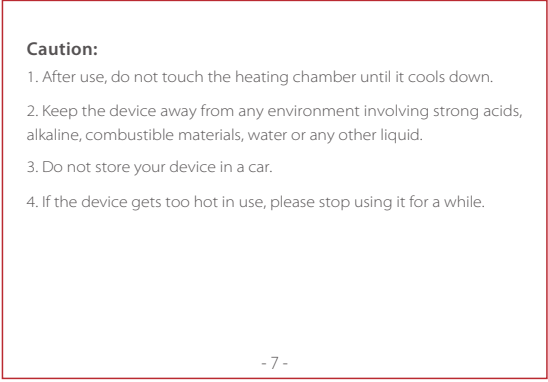 Caution:
1. After use, do not touch the heating chamber until it cools down.
2. Keep the device away from any environment involving strong acids,
alkaline, combustible materials, water or any other liquid.
3. Do not store your device in a car.
4. If the device gets too hot in use, please stop using it for a while.
- 7 -